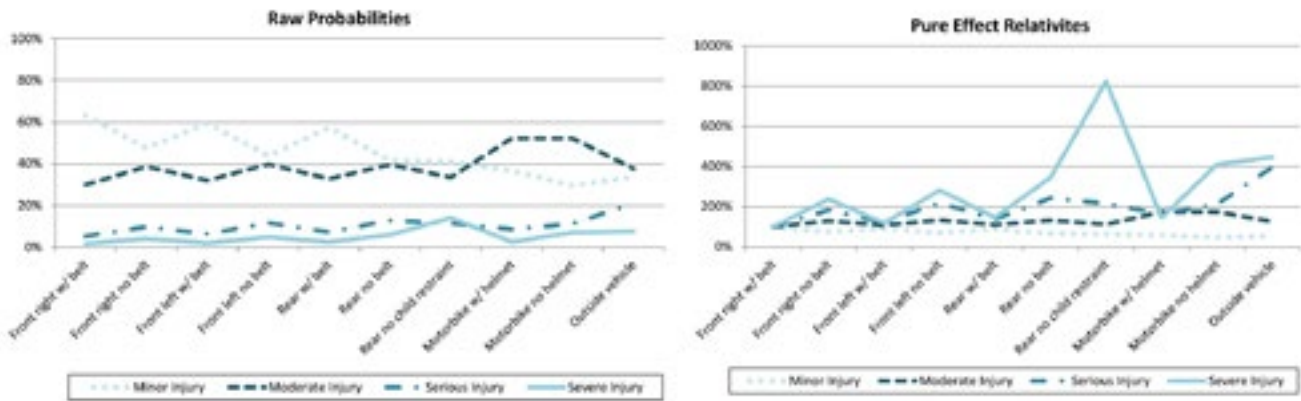 Raw Probabilities
100%
80%
60%
40%
20%
0%
Front right w/ belt
Front right no belt
Front left w/ belt
Front left no belt
Rear w/ belt
Rear no belt
Rear no child restraint
Motorbike w/ helmet
Motorbike no helmet
Outside vehicle
Minor Injury
Moderate Injury
Serious Injury
Severe Injury
Pure Effect Relativites
1000%
800%
600%
400%
200%
0%
Front right w/ belt
Front right no belt
Front left w/ belt
Front left no belt
Rear w/ belt
Rear no belt
Rear no child restraint
Motorbike w/ helmet
Motorbike no helmet
Outside vehicle
Minor Injury
Moderate Injury
Serious Injury
Severe Injury